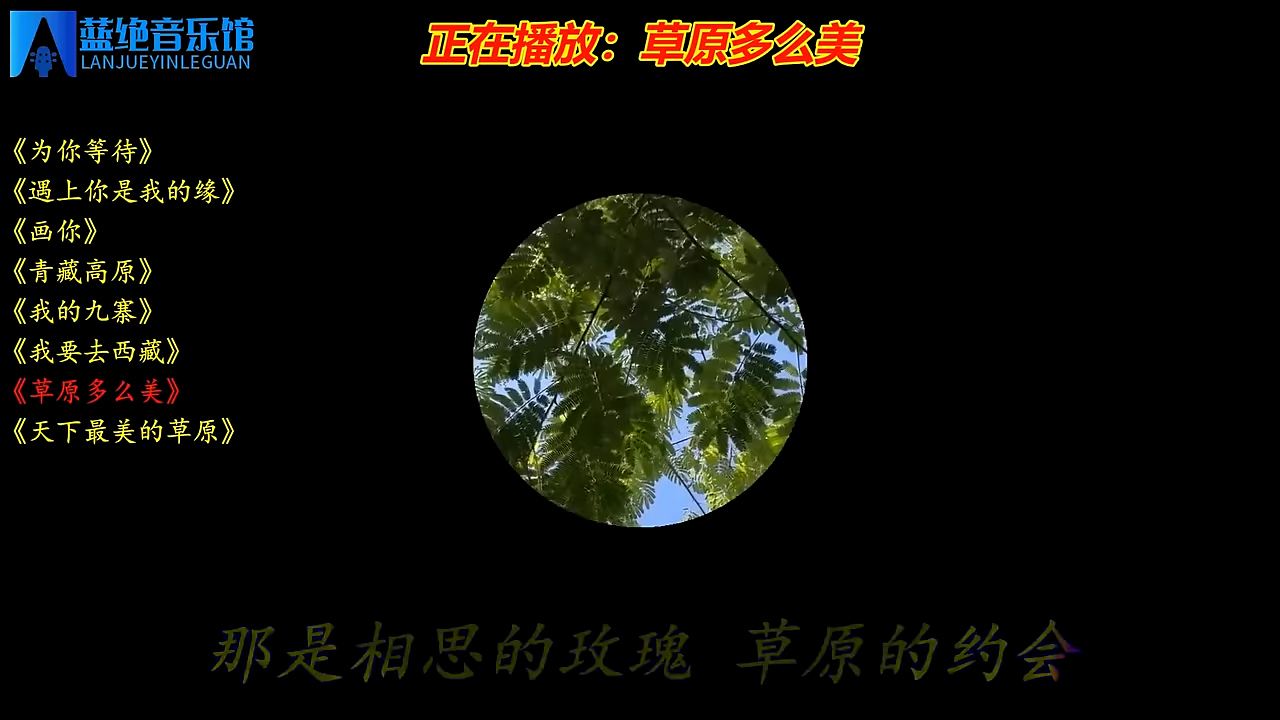 蓝绝音乐馆
LANJUEYINLEGUAN
正在播放：草原多么美
《为你等待》
《遇上你是我的缘》
《画你》
《青藏高原》
《我的九寨》
《我要去西藏》
《草原多么美》
《天下最美的草原》
那是相思的玫瑰 草原的约会